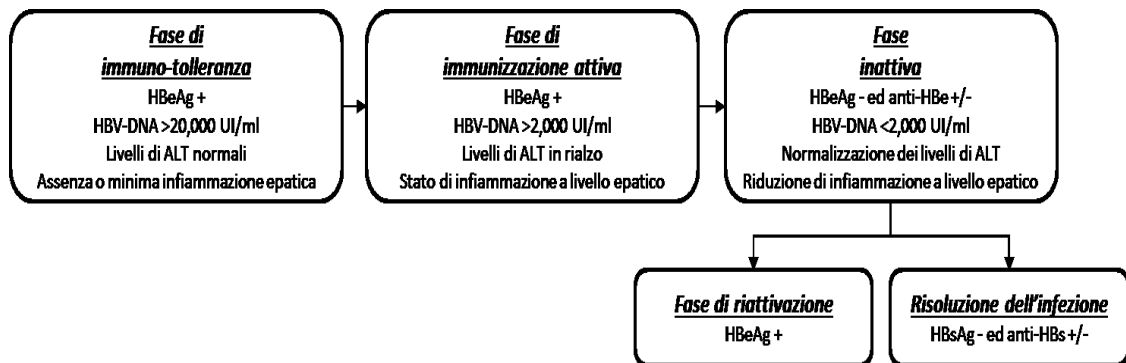 Fase di
immuno-tolleranza
HBeAg +
HBV-DNA >20,000 UI/ml
Livelli di ALT normali
Assenza o minima infiammazione epatica
Fase di
immunizzazione attiva
HBeAg +
HBV-DNA >2,000 UI/ml
Livelli di ALT in rialzo
Stato di infiammazione a livello epatico
Fase
inattiva
HBeAg - ed anti-HBe +/-
HBV-DNA <2,000 UI/ml
Normalizzazione dei livelli di ALT
Riduzione di infiammazione a livello epatico
Fase di riattivazione
HBeAg +
Risoluzione dell'infezione
HBsAg - ed anti-HBs +/-